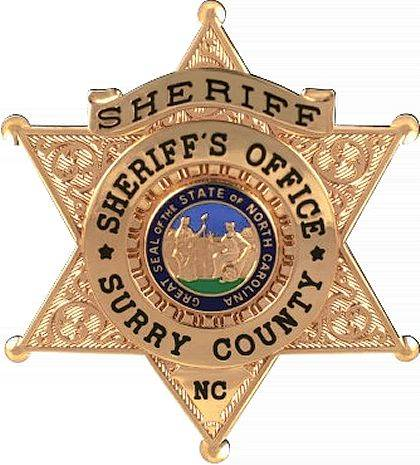 SHERIFF
SHERIFF'S OFFICE
GREAT SEAL OF THE STATE OF NORTH CAROLINA
★ SURRY COUNTY ★
NC